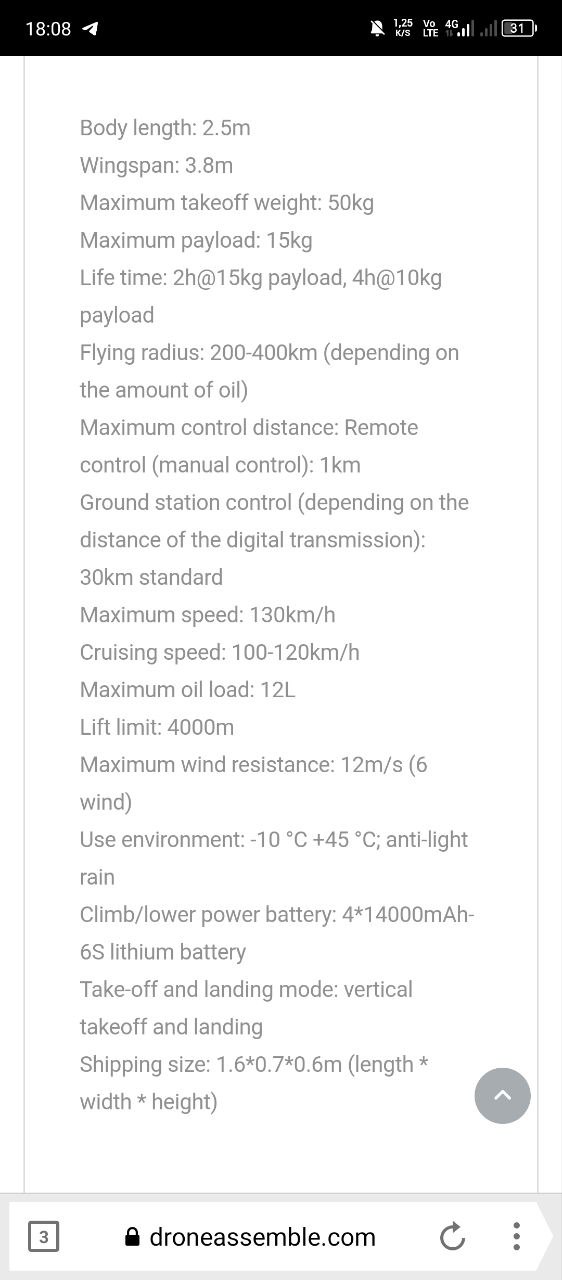 18:08
1,25 K/S Vo LTE 4G 31
Body length: 2.5m
Wingspan: 3.8m
Maximum takeoff weight: 50kg
Maximum payload: 15kg
Life time: 2h@15kg payload, 4h@10kg
payload
Flying radius: 200-400km (depending on
the amount of oil)
Maximum control distance: Remote
control (manual control): 1km
Ground station control (depending on the
distance of the digital transmission):
30km standard
Maximum speed: 130km/h
Cruising speed: 100-120km/h
Maximum oil load: 12L
Lift limit: 4000m
Maximum wind resistance: 12m/s (6
wind)
Use environment: -10 °C +45 °C; anti-light
rain
Climb/lower power battery: 4*14000mAh-
6S lithium battery
Take-off and landing mode: vertical
takeoff and landing
Shipping size: 1.6*0.7*0.6m (length *
width * height)
3
droneassemble.com